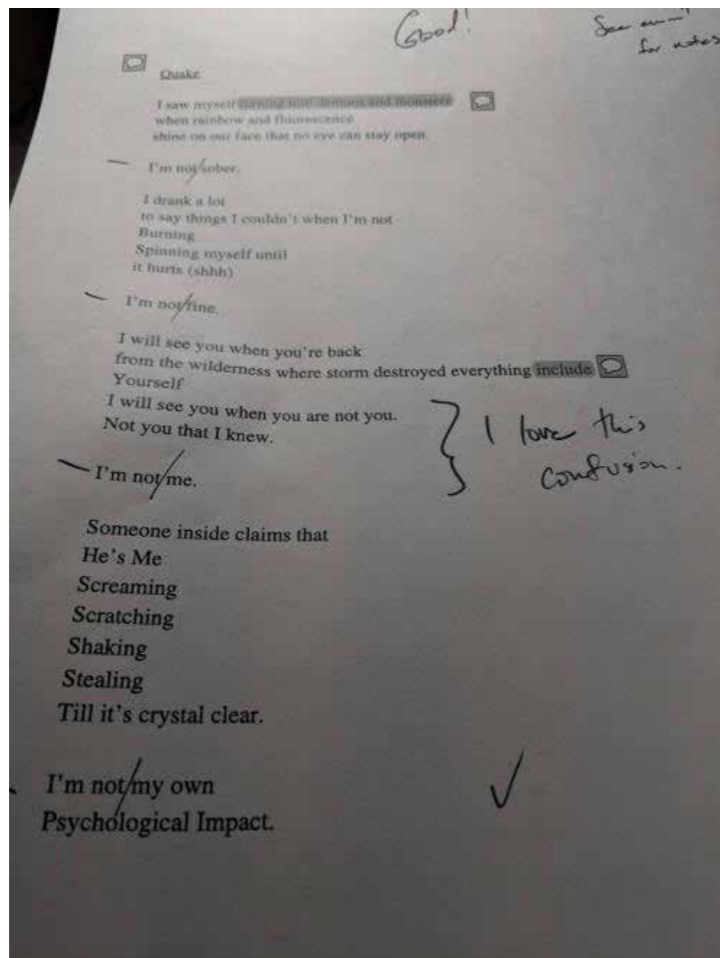 Good!
See
for notes
Quake
I saw myself turning into demons and monsters
when rainbow and fluorescence
shine on our face that no eye can stay open.
I'm not/sober.
I drank a lot
to say things I couldn't when I'm not
Burning
Spinning myself until
it hurts (shhh)
I'm not/fine.
I will see you when you're back
from the wilderness where storm destroyed everything include
Yourself
I will see you when you are not you.
Not you that I knew.
I love this
confusion.
I'm not/me.
Someone inside claims that
He's Me
Screaming
Scratching
Shaking
Stealing
Till it's crystal clear.
I'm not/my own
Psychological Impact.